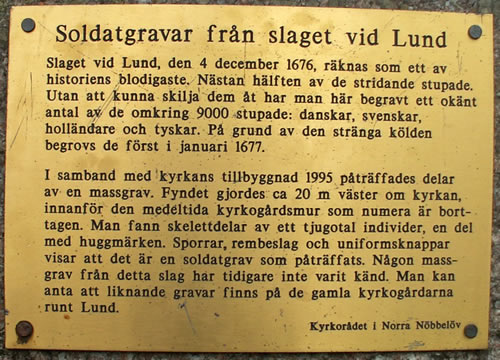 Soldatgravar från slaget vid Lund
Slaget vid Lund, den 4 december 1676, räknas som ett av
historiens blodigaste. Nästan hälften av de stridande stupade.
Utan att kunna skilja dem åt har man här begravt ett okänt
antal av de omkring 9000 stupade: danskar, svenskar,
holländare och tyskar. På grund av den stränga kölden
begrovs de först i januari 1677.
I samband med kyrkans tillbyggnad 1995 påträffades delar
av en massgrav. Fyndet gjordes ca 20 m väster om kyrkan,
innanför den medeltida kyrkogårdsmur som numera är bort-
tagen. Man fann skelettdelar av ett tjugotal individer, en del
med huggmärken. Sporrar, rembeslag och uniformsknappar
visar att det är en soldatgrav som påträffats. Någon mass-
grav från detta slag har tidigare inte varit känd. Man kan
anta att liknande gravar finns på de gamla kyrkogårdarna
runt Lund.
Kyrkorådet i Norra Nöbbelöv